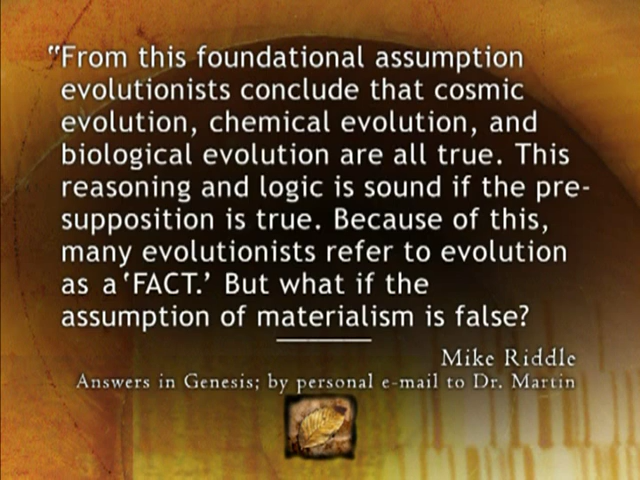 “From this foundational assumption
evolutionists conclude that cosmic
evolution, chemical evolution, and
biological evolution are all true. This
reasoning and logic is sound if the pre-
supposition is true. Because of this,
many evolutionists refer to evolution
as a ‘FACT.’ But what if the
assumption of materialism is false?
Mike Riddle
Answers in Genesis; by personal e-mail to Dr. Martin